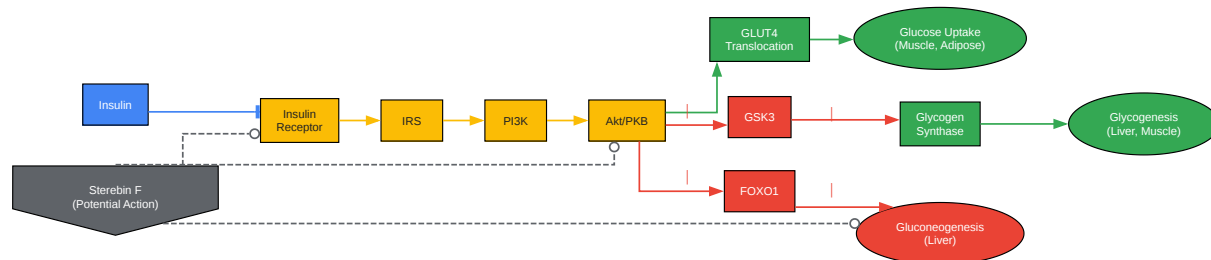 GLUT4
Translocation
Glucose Uptake
(Muscle, Adipose)
Insulin
Insulin
Receptor
IRS
PI3K
Akt/PKB
GSK3
Glycogen
Synthase
Glycogenesis
(Liver, Muscle)
Sterebin F
(Potential Action)
FOXO1
Gluconeogenesis
(Liver)